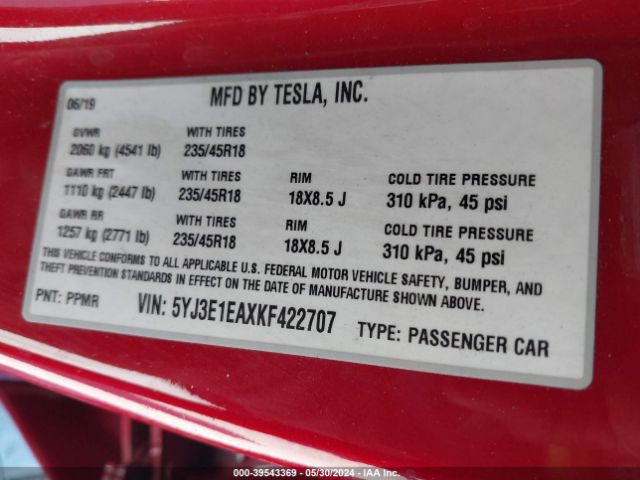 06/19 MFD BY TESLA, INC.
GVWR WITH TIRES
2060 kg (4541 lb) 235/45R18
GAWR FRT WITH TIRES RIM COLD TIRE PRESSURE
1110 kg (2447 lb) 235/45R18 18X8.5 J 310 kPa, 45 psi
GAWR RR WITH TIRES RIM COLD TIRE PRESSURE
1257 kg (2771 lb) 235/45R18 18X8.5 J 310 kPa, 45 psi
THIS VEHICLE CONFORMS TO ALL APPLICABLE U.S. FEDERAL MOTOR VEHICLE SAFETY, BUMPER, AND
THEFT PREVENTION STANDARDS IN EFFECT ON THE DATE OF MANUFACTURE SHOWN ABOVE.
PNT: PPMR VIN: 5YJ3E1EAXKF422707 TYPE: PASSENGER CAR
000-39543369 - 05/30/2024 - IAAI.com